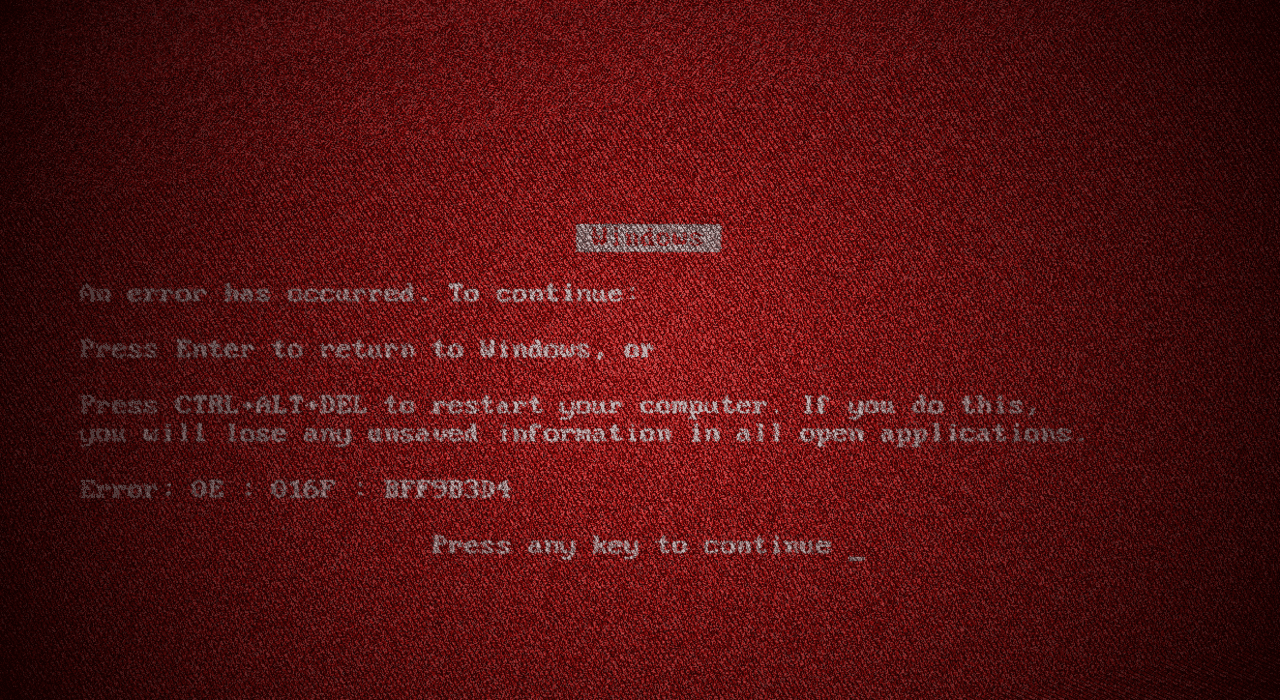 Windows
An error has occurred. To continue:
Press Enter to return to Windows, or
Press CTRL+ALT+DEL to restart your computer. If you do this,
you will lose any unsaved information in all open applications.
Error: 0E : 016F : BFF9B3D4
Press any key to continue _